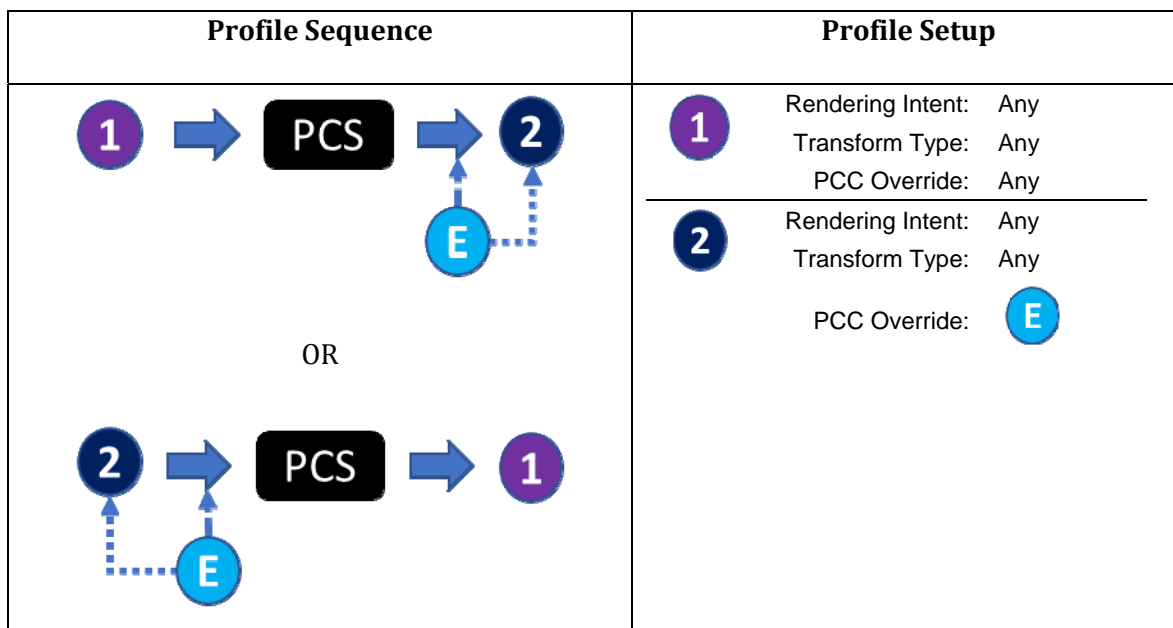 Profile Sequence
Profile Setup
1 PCS 2
E
OR
2 PCS 1
E
1
Rendering Intent: Any
Transform Type: Any
PCC Override: Any
2
Rendering Intent: Any
Transform Type: Any
PCC Override: E